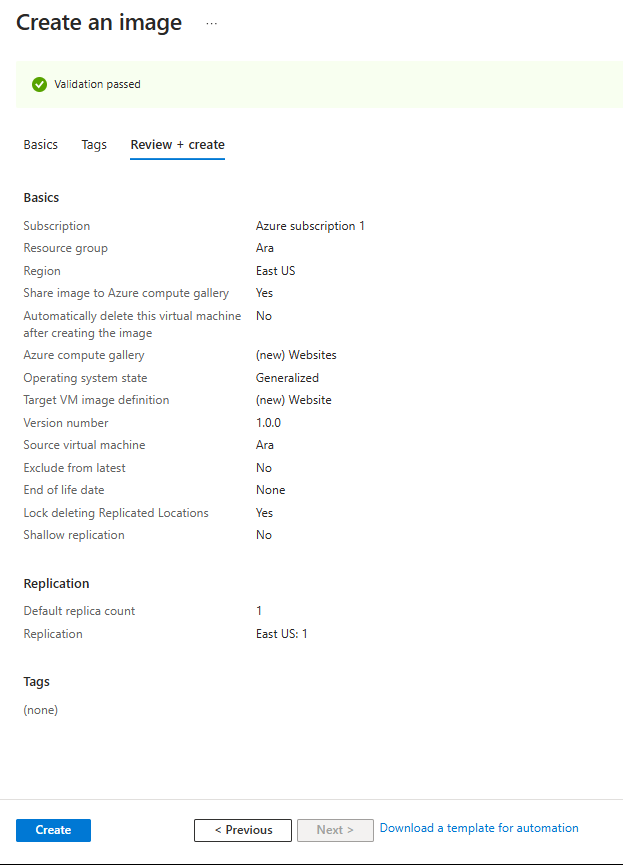 Create an image ...
Validation passed
Basics Tags Review + create
Basics
Subscription Azure subscription 1
Resource group Ara
Region East US
Share image to Azure compute gallery Yes
Automatically delete this virtual machine No
after creating the image
Azure compute gallery (new) Websites
Operating system state Generalized
Target VM image definition (new) Website
Version number 1.0.0
Source virtual machine Ara
Exclude from latest No
End of life date None
Lock deleting Replicated Locations Yes
Shallow replication No
Replication
Default replica count 1
Replication East US: 1
Tags
(none)
Create < Previous Next > Download a template for automation